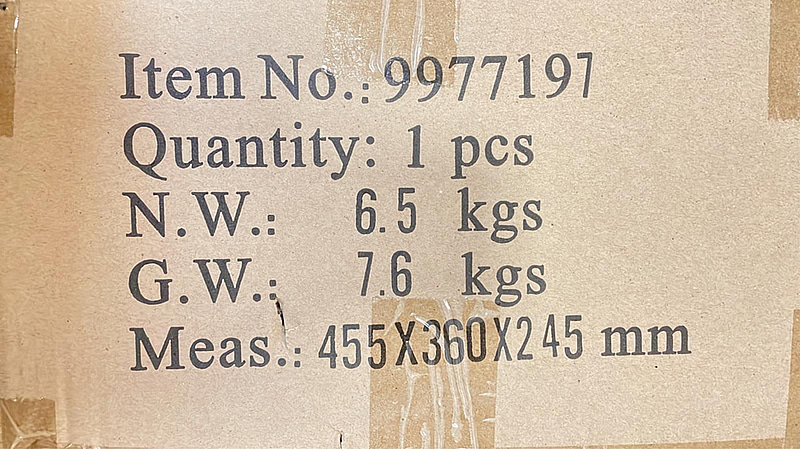 Item No.: 9977197
Quantity: 1 pcs
N.W.: 6.5 kgs
G.W.: 7.6 kgs
Meas.: 455X360X245 mm